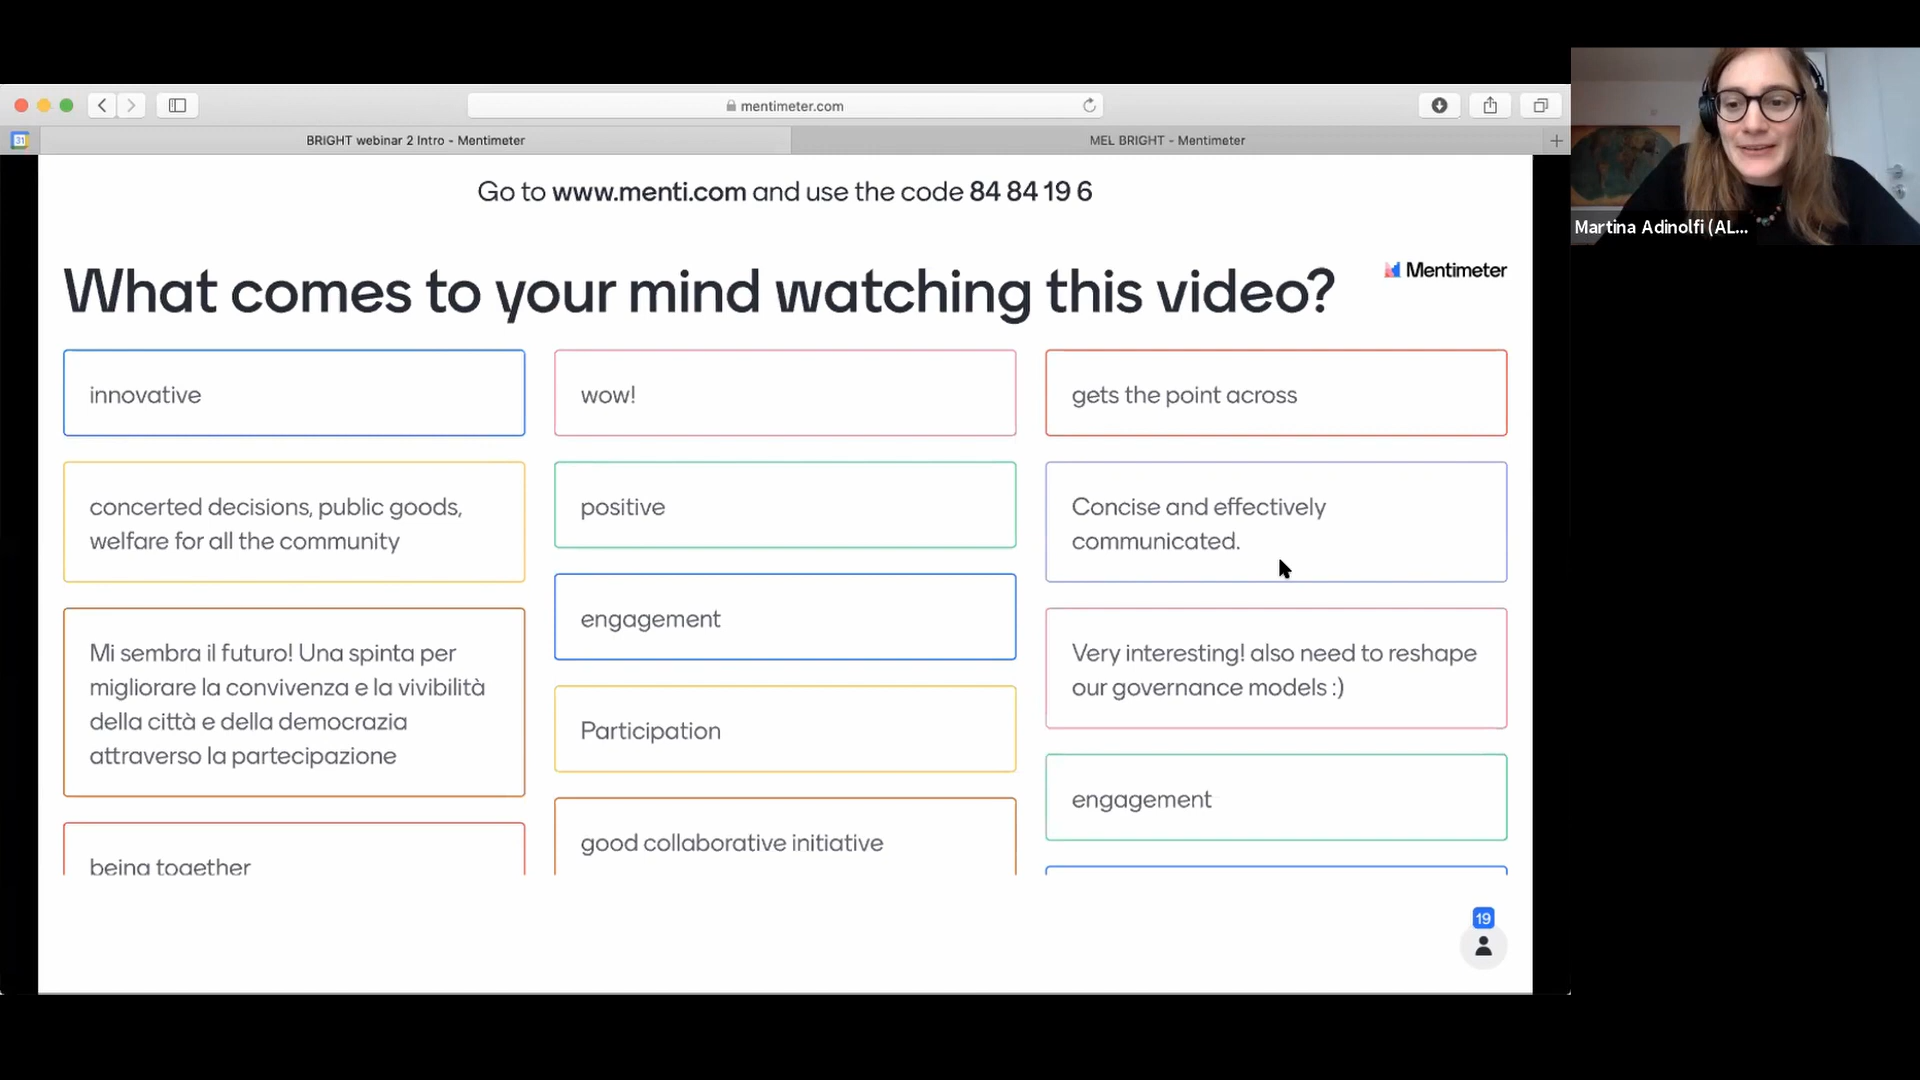 mentimeter.com
31
BRIGHT webinar 2 Intro - Mentimeter
MEL BRIGHT - Mentimeter
Go to www.menti.com and use the code 84 84 19 6
What comes to your mind watching this video?
Mentimeter
innovative
concerted decisions, public goods,
welfare for all the community
Mi sembra il futuro! Una spinta per
migliorare la convivenza e la vivibilità
della città e della democrazia
attraverso la partecipazione
being together
wow!
positive
engagement
Participation
good collaborative initiative
gets the point across
Concise and effectively
communicated.
Very interesting! also need to reshape
our governance models :)
engagement
19
Martina Adinolfi (AL...